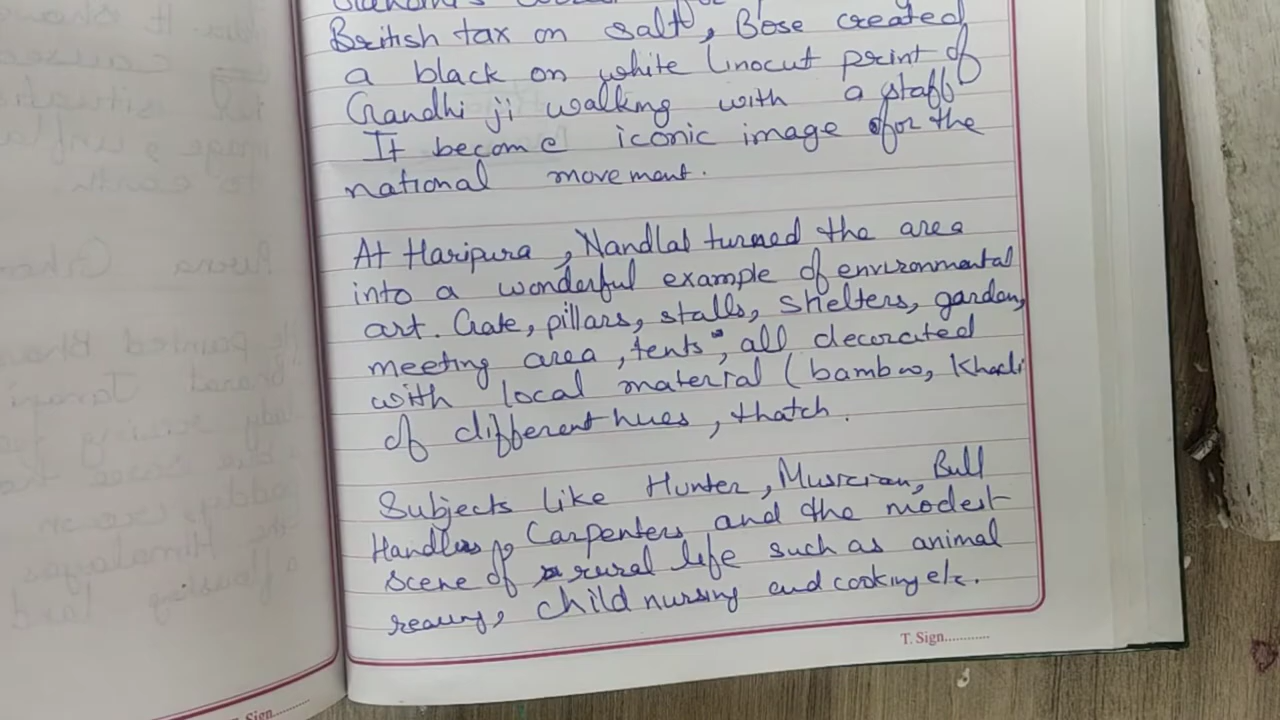 British tax on salt, Bose created
a black on white linocut print of
Gandhi ji walking with a staff
It become iconic image for the
national movement.
At Haripura, Nandlal turned the area
into a wonderful example of environmental
art. Gate, pillars, stalls, shelters, garden,
meeting area, tents, all decorated
with local material (bamboo, Khadi
of different hues, thatch.
Subjects like Hunter, Musician, Bull
Handler, Carpenters and the modest
scene of rural life such as animal
rearing, child nursing and cooking etc.
T. Sign............
Sign............